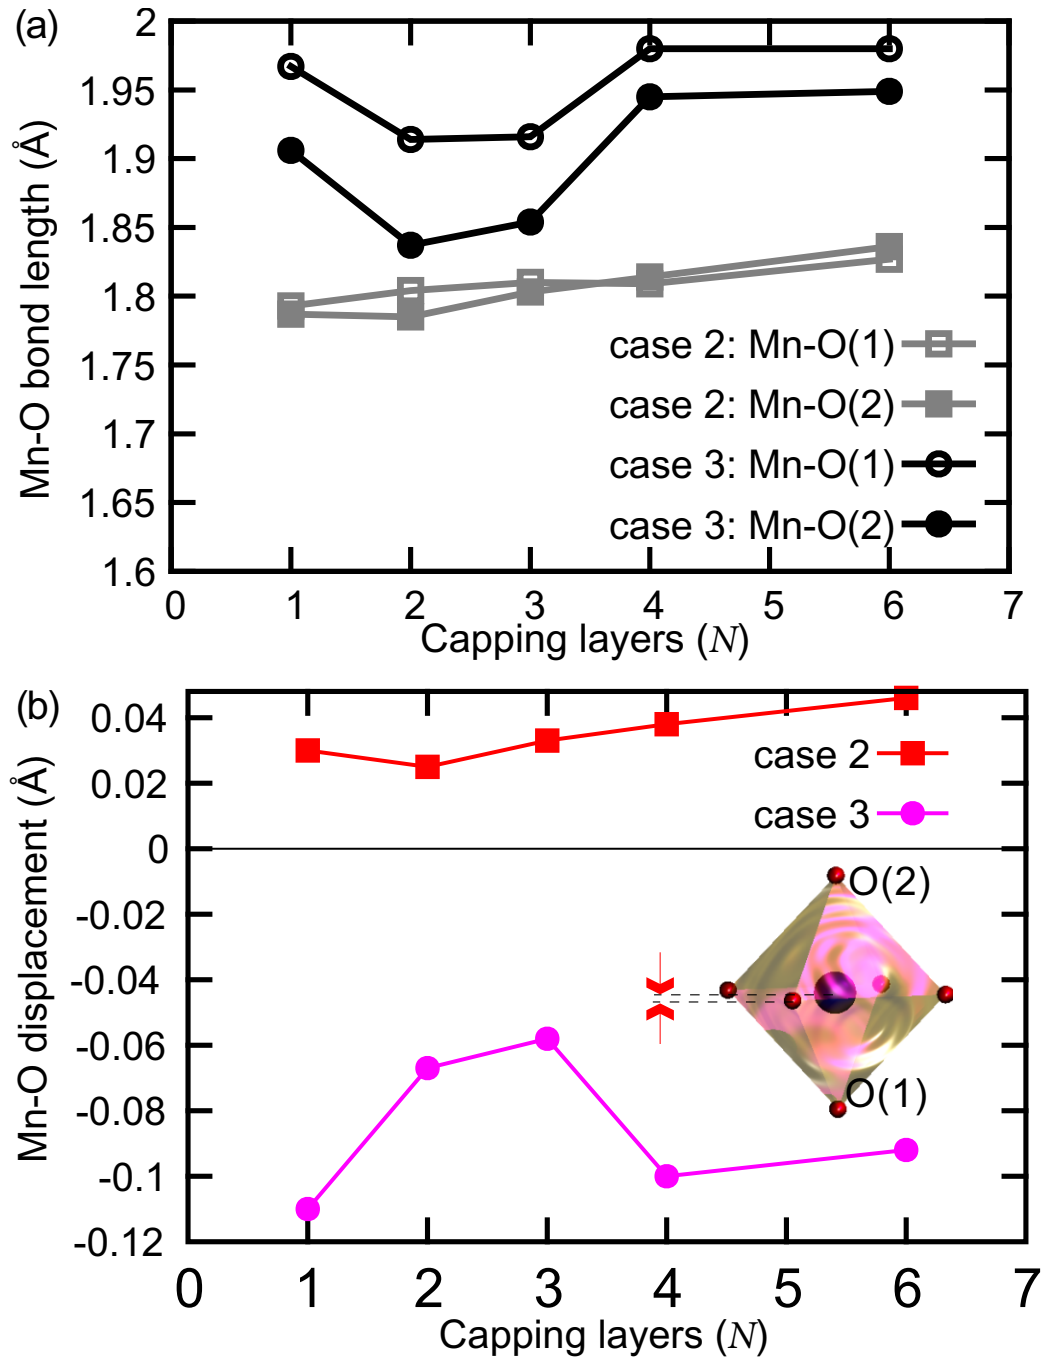 (a)
2
1.95
1.9
1.85
1.8
1.75
1.7
1.65
1.6
Mn-O bond length (Å)
case 2: Mn-O(1)
case 2: Mn-O(2)
case 3: Mn-O(1)
case 3: Mn-O(2)
0 1 2 3 4 5 6 7
Capping layers (N)
(b)
0.04
0.02
0
-0.02
-0.04
-0.06
-0.08
-0.1
-0.12
Mn-O displacement (Å)
case 2
case 3
O(2)
O(1)
0 1 2 3 4 5 6 7
Capping layers (N)